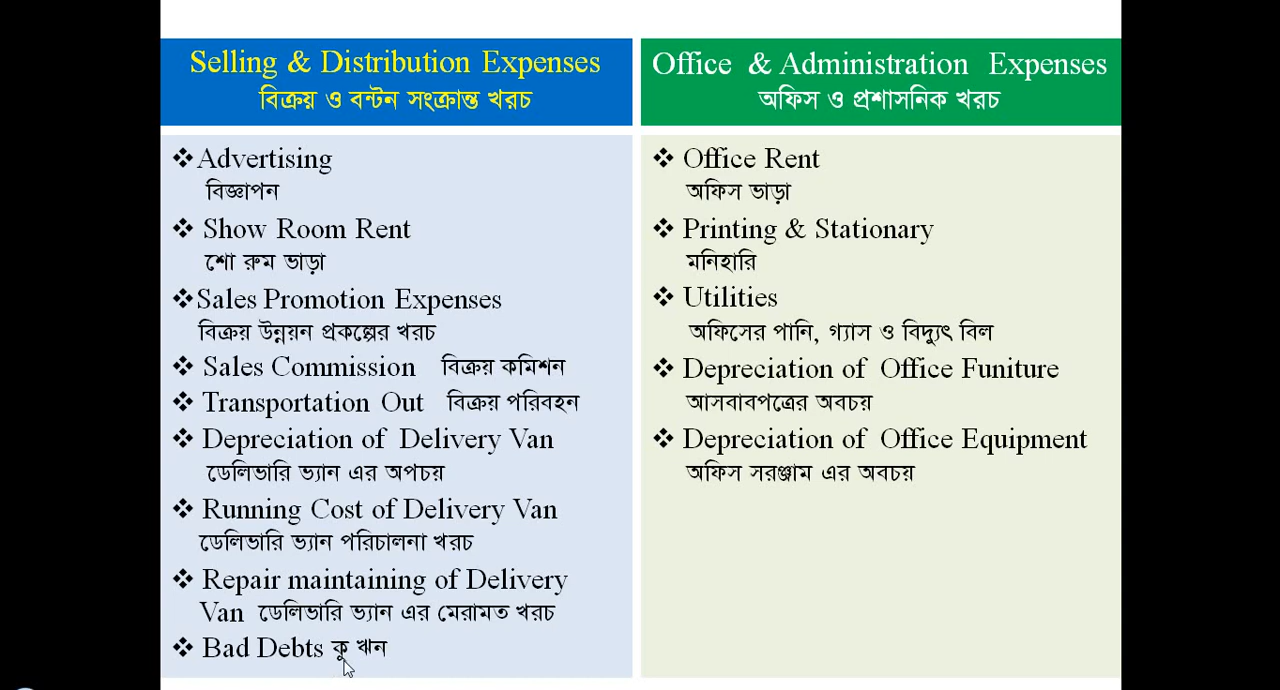 Selling & Distribution Expenses
বিক্রয় ও বন্টন সংক্রান্ত খরচ
❖Advertising
বিজ্ঞাপন
❖ Show Room Rent
শো রুম ভাড়া
❖Sales Promotion Expenses
বিক্রয় উন্নয়ন প্রকল্পের খরচ
❖ Sales Commission বিক্রয় কমিশন
❖ Transportation Out বিক্রয় পরিবহন
❖ Depreciation of Delivery Van
ডেলিভারি ভ্যান এর অপচয়
❖ Running Cost of Delivery Van
ডেলিভারি ভ্যান পরিচালনা খরচ
❖ Repair maintaining of Delivery
Van ডেলিভারি ভ্যান এর মেরামত খরচ
❖ Bad Debts কু ঋন
Office & Administration Expenses
অফিস ও প্রশাসনিক খরচ
❖ Office Rent
অফিস ভাড়া
❖ Printing & Stationary
মনিহারি
❖ Utilities
অফিসের পানি, গ্যাস ও বিদ্যুৎ বিল
❖ Depreciation of Office Funiture
আসবাবপত্রের অবচয়
❖ Depreciation of Office Equipment
অফিস সরঞ্জাম এর অবচয়